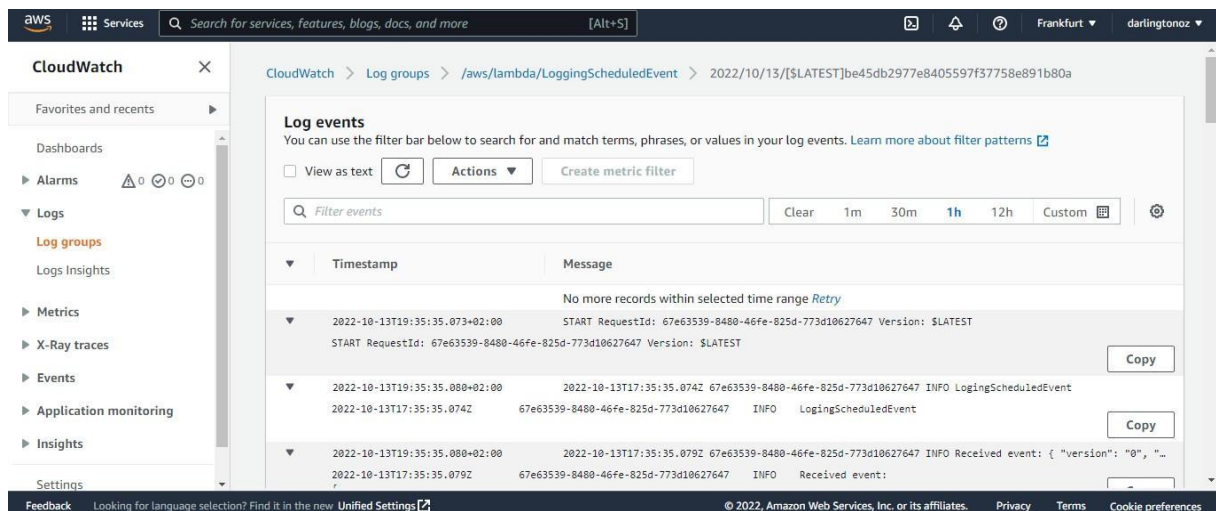 aws Services Search for services, features, blogs, docs, and more [Alt+S] Frankfurt ▼ darlingtonoz ▼
CloudWatch ×
Favorites and recents
Dashboards
Alarms 0 0 0
Logs
Log groups
Logs Insights
Metrics
X-Ray traces
Events
Application monitoring
Insights
Settings
CloudWatch > Log groups > /aws/lambda/LoggingScheduledEvent > 2022/10/13/[$LATEST]be45db2977e8405597f37758e891b80a
Log events
You can use the filter bar below to search for and match terms, phrases, or values in your log events. Learn more about filter patterns
View as text Actions ▼ Create metric filter
Filter events Clear 1m 30m 1h 12h Custom
Timestamp Message
No more records within selected time range Retry
2022-10-13T19:35:35.073+02:00 START RequestId: 67e63539-8480-46fe-825d-773d10627647 Version: $LATEST
START RequestId: 67e63539-8480-46fe-825d-773d10627647 Version: $LATEST
Copy
2022-10-13T19:35:35.080+02:00 2022-10-13T17:35:35.074Z 67e63539-8480-46fe-825d-773d10627647 INFO LogingScheduledEvent
2022-10-13T17:35:35.074Z 67e63539-8480-46fe-825d-773d10627647 INFO LogingScheduledEvent
Copy
2022-10-13T19:35:35.080+02:00 2022-10-13T17:35:35.079Z 67e63539-8480-46fe-825d-773d10627647 INFO Received event: { "version": "0", "…
2022-10-13T17:35:35.079Z 67e63539-8480-46fe-825d-773d10627647 INFO Received event:
Feedback Looking for language selection? Find it in the new Unified Settings © 2022, Amazon Web Services, Inc. or its affiliates. Privacy Terms Cookie preferences